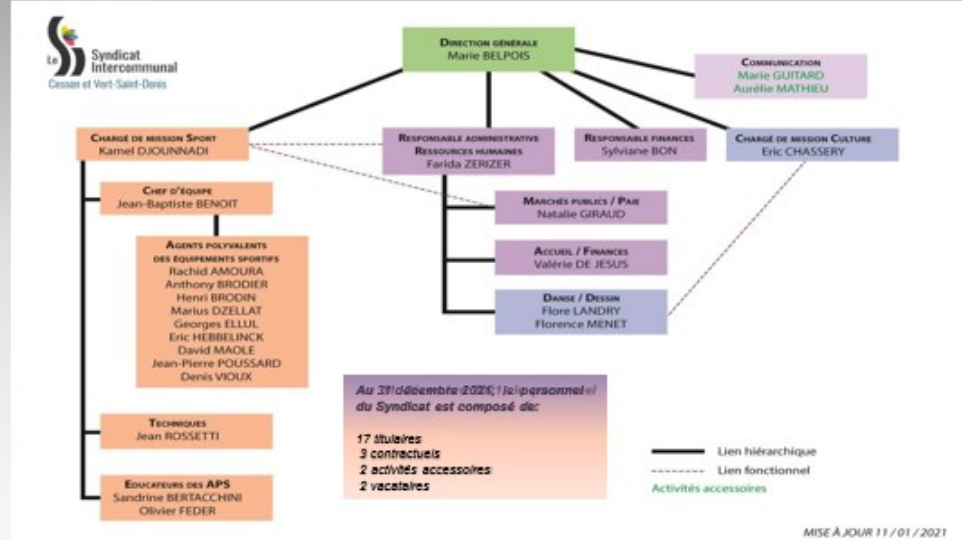 Le Syndicat
Intercommunal
Cesson et Vert-Saint-Denis
DIRECTION GÉNÉRALE
Marie BELPOIS
COMMUNICATION
Marie GUITARD
Aurélie MATHIEU
CHARGÉ DE MISSION SPORT
Kamel DJOUNNADI
RESPONSABLE ADMINISTRATIVE
RESSOURCES HUMAINES
Farida ZERIZER
RESPONSABLE FINANCES
Sylviane BON
CHARGÉ DE MISSION CULTURE
Eric CHASSERY
CHEF D'ÉQUIPE
Jean-Baptiste BENOIT
MARCHÉS PUBLICS / PAIE
Natalie GIRAUD
AGENTS POLYVALENTS
DES ÉQUIPEMENTS SPORTIFS
Rachid AMOURA
Anthony BRODIER
Henri BRODIN
Marius DZELLAT
Georges ELLUL
Eric HEBBELINCK
David MAOLE
Jean-Pierre POUSSARD
Denis VIOUX
ACCUEIL / FINANCES
Valérie DE JESUS
DANSE / DESSIN
Flore LANDRY
Florence MENET
Au 31 décembre 2021, le personnel
du Syndicat est composé de:
17 titulaires
3 contractuels
2 activités accessoires
2 vacataires
TECHNIQUES
Jean ROSSETTI
EDUCATEURS DES APS
Sandrine BERTACCHINI
Olivier FEDER
Lien hiérarchique
Lien fonctionnel
Activités accessoires
MISE À JOUR 11 / 01 / 2021